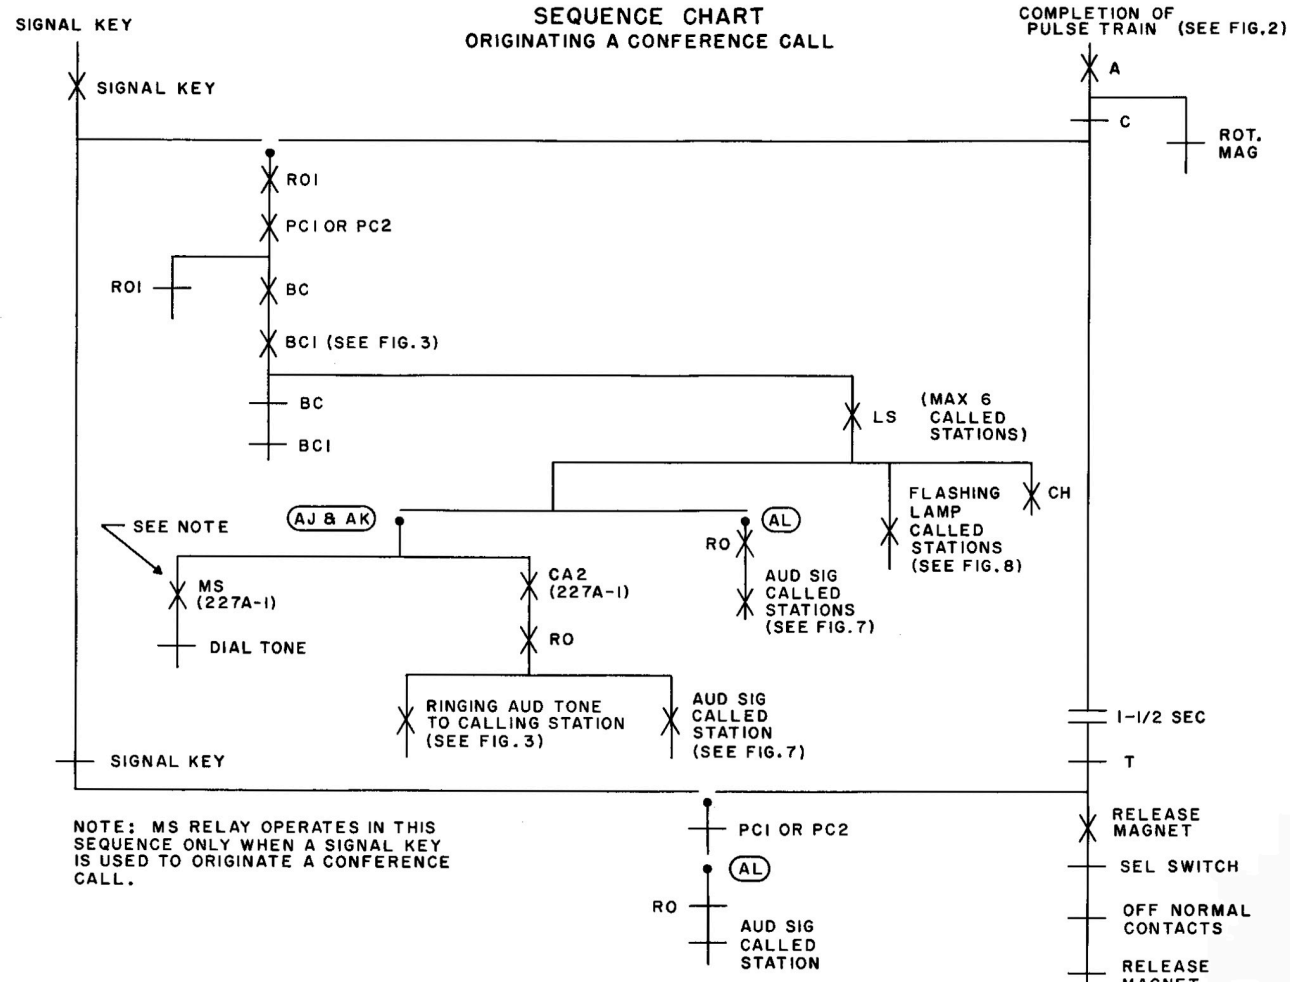 SEQUENCE CHART
ORIGINATING A CONFERENCE CALL
SIGNAL KEY
SIGNAL KEY
COMPLETION OF
PULSE TRAIN (SEE FIG.2)
A
C
ROT.
MAG
RO1
PC1 OR PC2
RO1
BC
BC1 (SEE FIG.3)
BC
BC1
LS
(MAX 6
CALLED
STATIONS)
AJ & AK
AL
SEE NOTE
RO
FLASHING
LAMP
CALLED
STATIONS
(SEE FIG.8)
CH
MS
(227A-1)
DIAL TONE
CA2
(227A-1)
RO
AUD SIG
CALLED
STATIONS
(SEE FIG.7)
RINGING AUD TONE
TO CALLING STATION
(SEE FIG.3)
AUD SIG
CALLED
STATION
(SEE FIG.7)
1-1/2 SEC
T
SIGNAL KEY
NOTE: MS RELAY OPERATES IN THIS
SEQUENCE ONLY WHEN A SIGNAL KEY
IS USED TO ORIGINATE A CONFERENCE
CALL.
PC1 OR PC2
AL
RO
AUD SIG
CALLED
STATION
RELEASE
MAGNET
SEL SWITCH
OFF NORMAL
CONTACTS
RELEASE
MAGNET